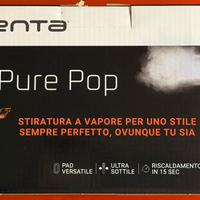 enta
Pure Pop
STIRATURA A VAPORE PER UNO STILE
SEMPRE PERFETTO, OVUNQUE TU SIA
PAD
VERSATILE
ULTRA
SOTTILE
RISCALDAMENTO
IN 15 SEC